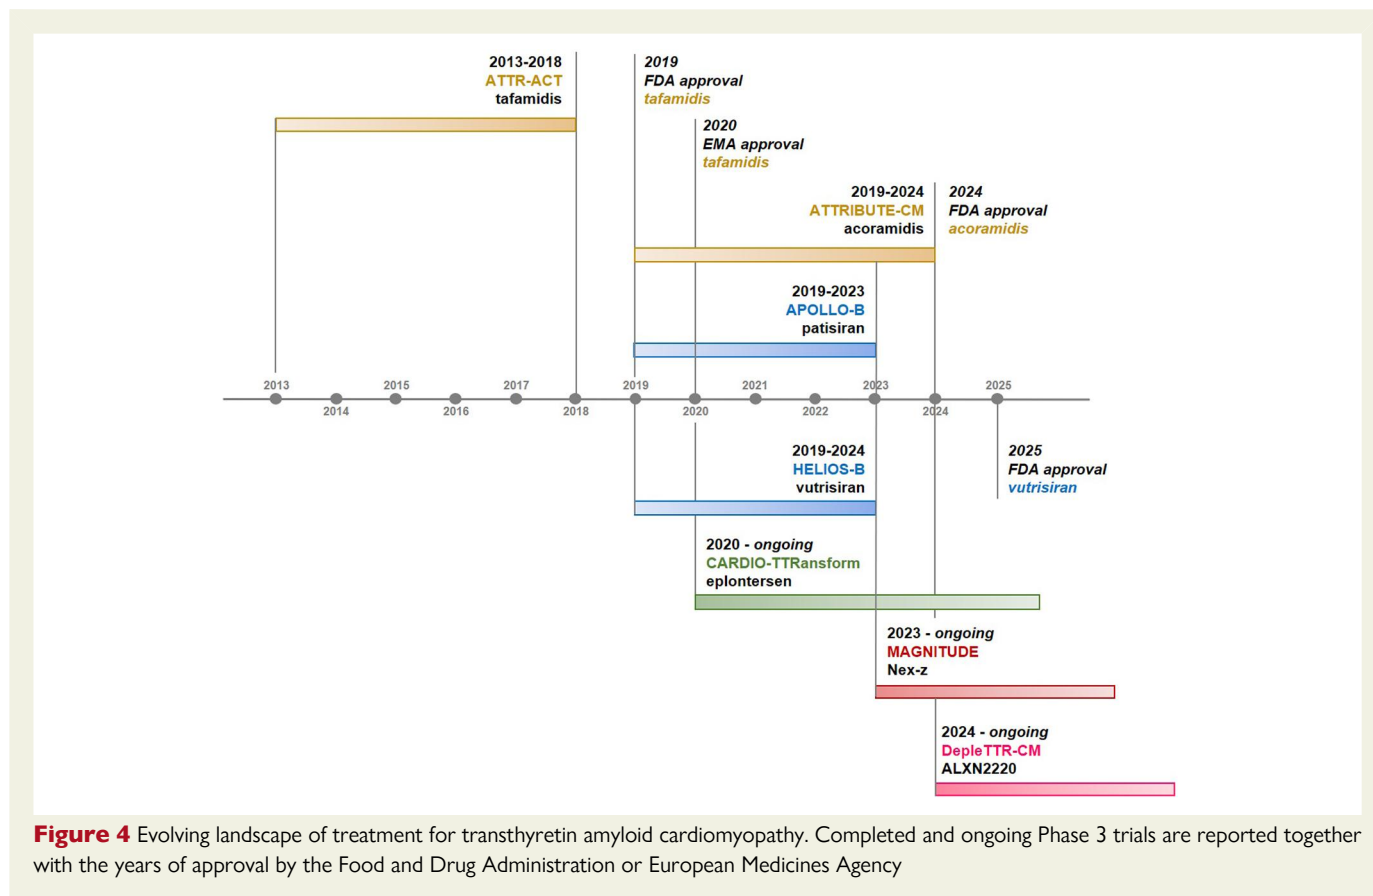 2013-2018
ATTR-ACT
tafamidis
2019
FDA approval
tafamidis
2020
EMA approval
tafamidis
2019-2024
ATTRIBUTE-CM
acoramidis
2024
FDA approval
acoramidis
2019-2023
APOLLO-B
patisiran
2013
2015
2017
2019
2021
2023
2025
2014
2016
2018
2020
2022
2024
2019-2024
HELIOS-B
vutrisiran
2025
FDA approval
vutrisiran
2020 - ongoing
CARDIO-TTRansform
eplontersen
2023 - ongoing
MAGNITUDE
Nex-z
2024 - ongoing
DepleTTR-CM
ALXN2220
Figure 4 Evolving landscape of treatment for transthyretin amyloid cardiomyopathy. Completed and ongoing Phase 3 trials are reported together
with the years of approval by the Food and Drug Administration or European Medicines Agency